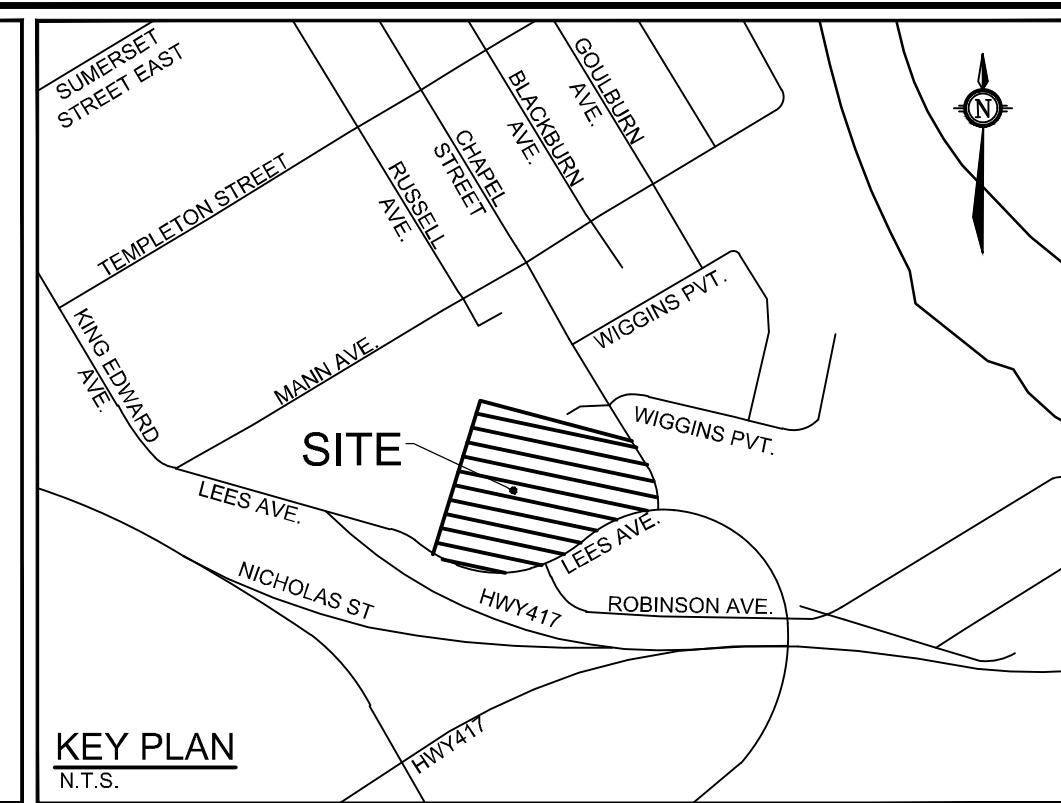 SUMERSET
STREET EAST
GOULBURN
AVE.
BLACKBURN
AVE.
N
CHAPEL
STREET
RUSSELL
AVE.
TEMPLETON STREET
WIGGINS PVT.
KING EDWARD
AVE.
MANN AVE.
WIGGINS PVT.
SITE
LEES AVE.
LEES AVE.
NICHOLAS ST
HWY417
ROBINSON AVE.
HWY417
KEY PLAN
N.T.S.